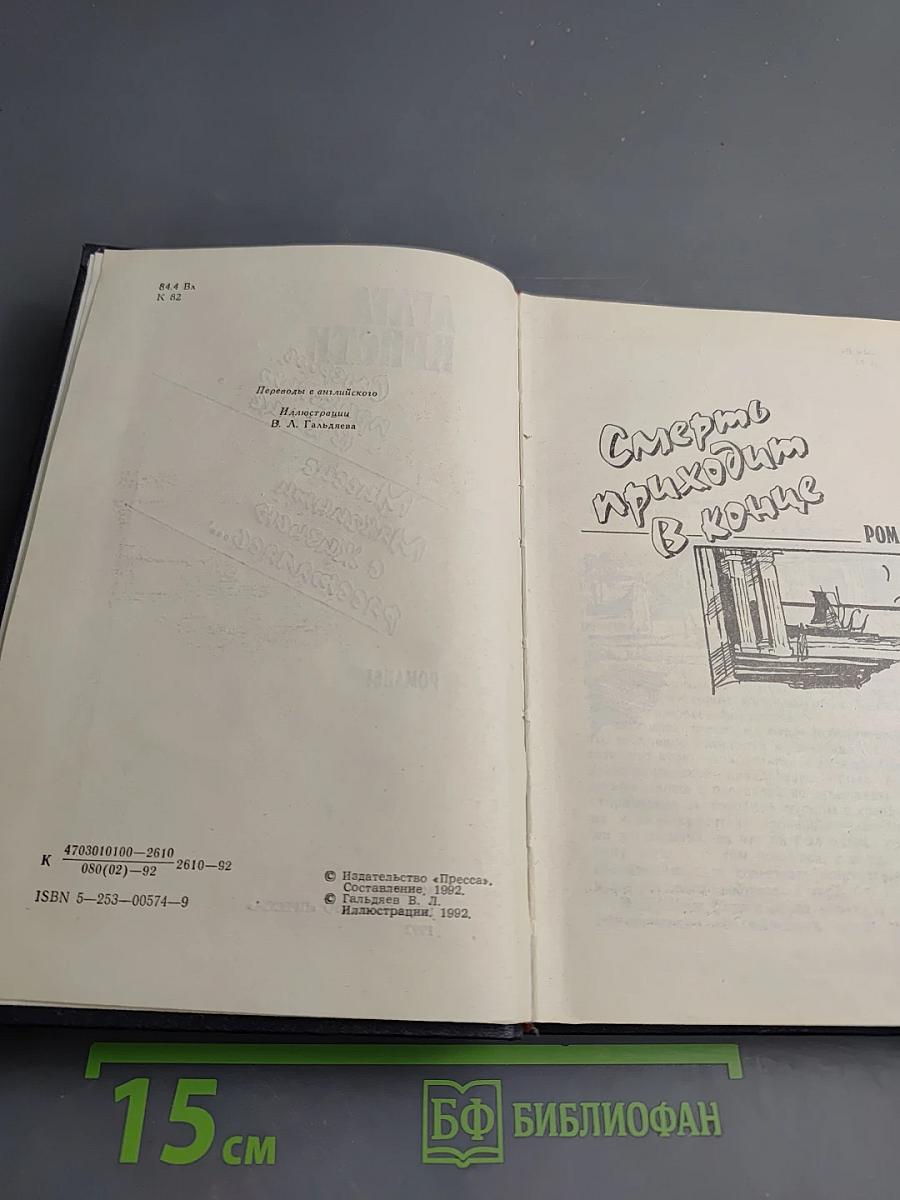 84.4 Вл
К 82
Переводы с английского
Иллюстрации
В. Л. Гальдяева
К 4703010100—2610
080(02)—92
2610—92
ISBN 5—253—00574—9
© Издательство «Пресса».
Составление, 1992.
© Гальдяев В. Л.
Иллюстрации. 1992.
Смерть
приходит
в конце
РОМ
15 см
БФ БИБЛИОФАН